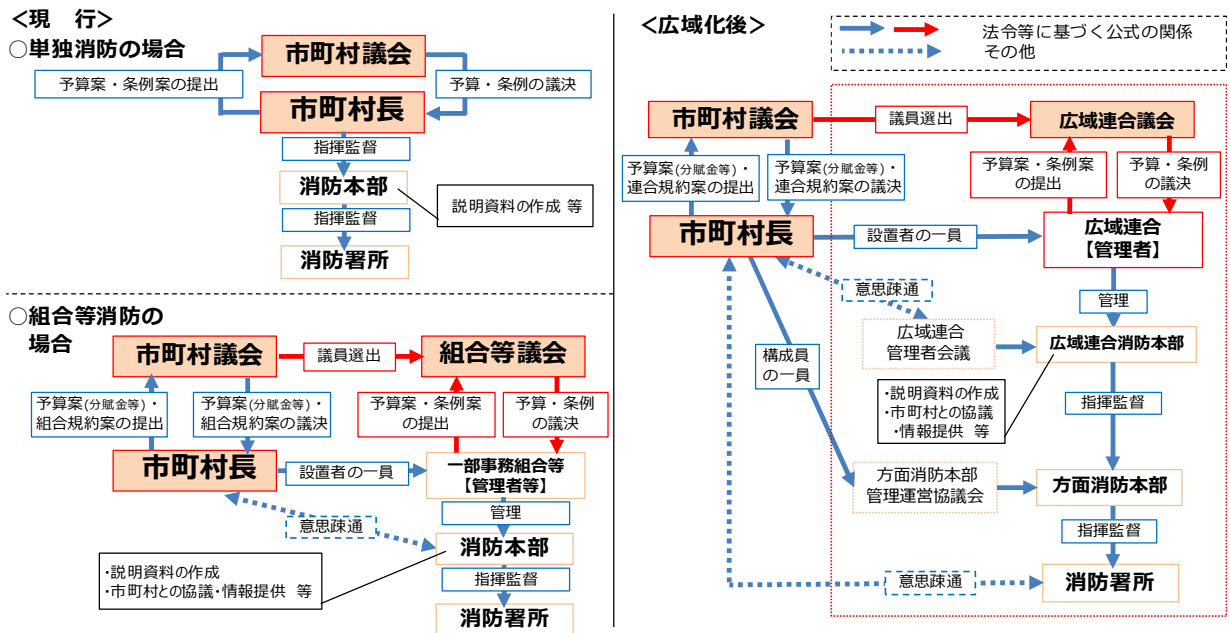 ＜現　行＞
○単独消防の場合
市町村議会
予算案・条例案の提出
予算・条例の議決
市町村長
指揮監督
消防本部
説明資料の作成 等
指揮監督
消防署所
○組合等消防の
場合
市町村議会
議員選出
組合等議会
予算案(分賦金等)・
組合規約案の提出
予算案(分賦金等)・
組合規約案の議決
予算案・条例案
の提出
予算・条例
の議決
市町村長
設置者の一員
一部事務組合等
【管理者等】
管理
意思疎通
消防本部
・説明資料の作成
・市町村との協議・情報提供 等
指揮監督
消防署所
＜広域化後＞
法令等に基づく公式の関係
その他
市町村議会
議員選出
広域連合議会
予算案(分賦金等)・
連合規約案の提出
予算案(分賦金等)・
連合規約案の議決
予算案・条例案
の提出
予算・条例
の議決
市町村長
設置者の一員
広域連合
【管理者】
意思疎通
管理
広域連合
管理者会議
広域連合消防本部
構成員
の一員
・説明資料の作成
・市町村との協議
・情報提供 等
指揮監督
方面消防本部
管理運営協議会
方面消防本部
指揮監督
意思疎通
消防署所